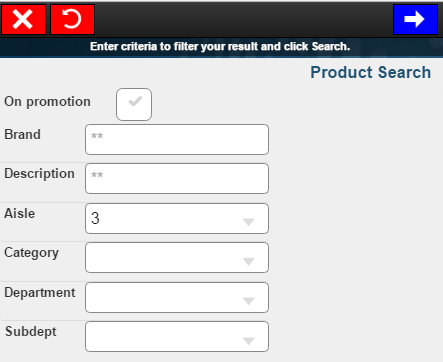 Enter criteria to filter your result and click Search.
Product Search
On promotion
Brand **
Description **
Aisle 3
Category
Department
Subdept